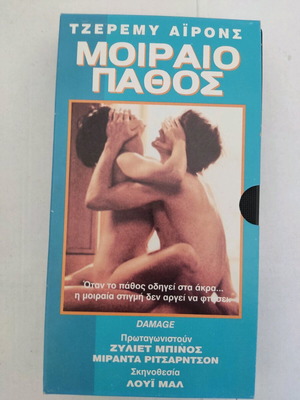 ΤΖΕΡΕΜΥ ΑΪΡΟΝΣ
ΜΟΙΡΑΙΟ
ΠΑΘΟΣ
Όταν το πάθος οδηγεί στα άκρα...
η μοιραία στιγμή δεν αργεί να φτάσει.
DAMAGE
Πρωταγωνιστούν
ΖΥΛΙΕΤ ΜΠΙΝΟΣ
ΜΙΡΑΝΤΑ ΡΙΤΣΑΡΝΤΣΟΝ
Σκηνοθεσία
ΛΟΥΪ ΜΑΛ